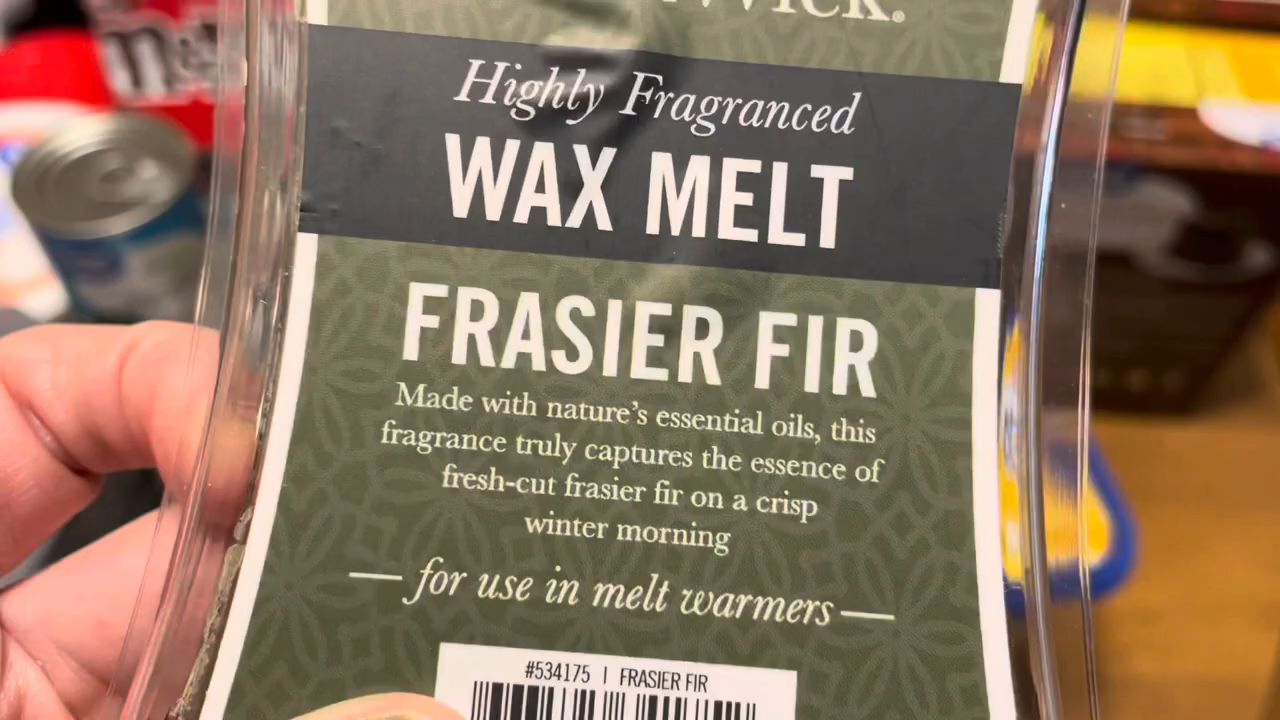 Highly Fragranced
WAX MELT
FRASIER FIR
Made with nature's essential oils, this
fragrance truly captures the essence of
fresh-cut frasier fir on a crisp
winter morning
— for use in melt warmers —
#534175 | FRASIER FIR
m&